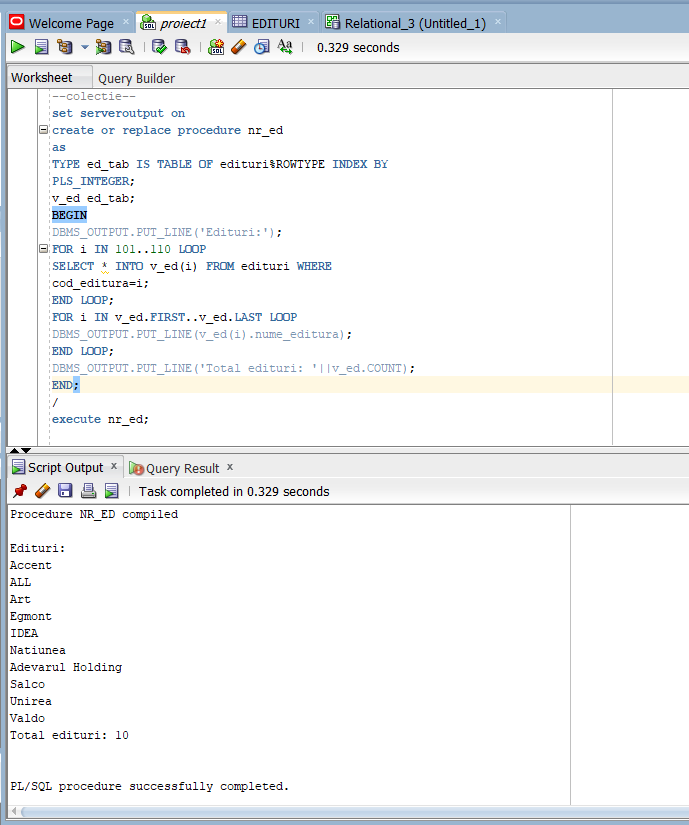 Welcome Page × proiect1 × EDITURI × Relational_3 (Untitled_1) ×
SQL Aa 0.329 seconds
Worksheet Query Builder
--colectie--
set serveroutput on
create or replace procedure nr_ed
as
TYPE ed_tab IS TABLE OF edituri%ROWTYPE INDEX BY
PLS_INTEGER;
v_ed ed_tab;
BEGIN
DBMS_OUTPUT.PUT_LINE('Edituri:');
FOR i IN 101..110 LOOP
SELECT * INTO v_ed(i) FROM edituri WHERE
cod_editura=i;
END LOOP;
FOR i IN v_ed.FIRST..v_ed.LAST LOOP
DBMS_OUTPUT.PUT_LINE(v_ed(i).nume_editura);
END LOOP;
DBMS_OUTPUT.PUT_LINE('Total edituri: '||v_ed.COUNT);
END;
/
execute nr_ed;
Script Output × Query Result ×
Task completed in 0.329 seconds
Procedure NR_ED compiled
Edituri:
Accent
ALL
Art
Egmont
IDEA
Natiunea
Adevarul Holding
Salco
Unirea
Valdo
Total edituri: 10
PL/SQL procedure successfully completed.